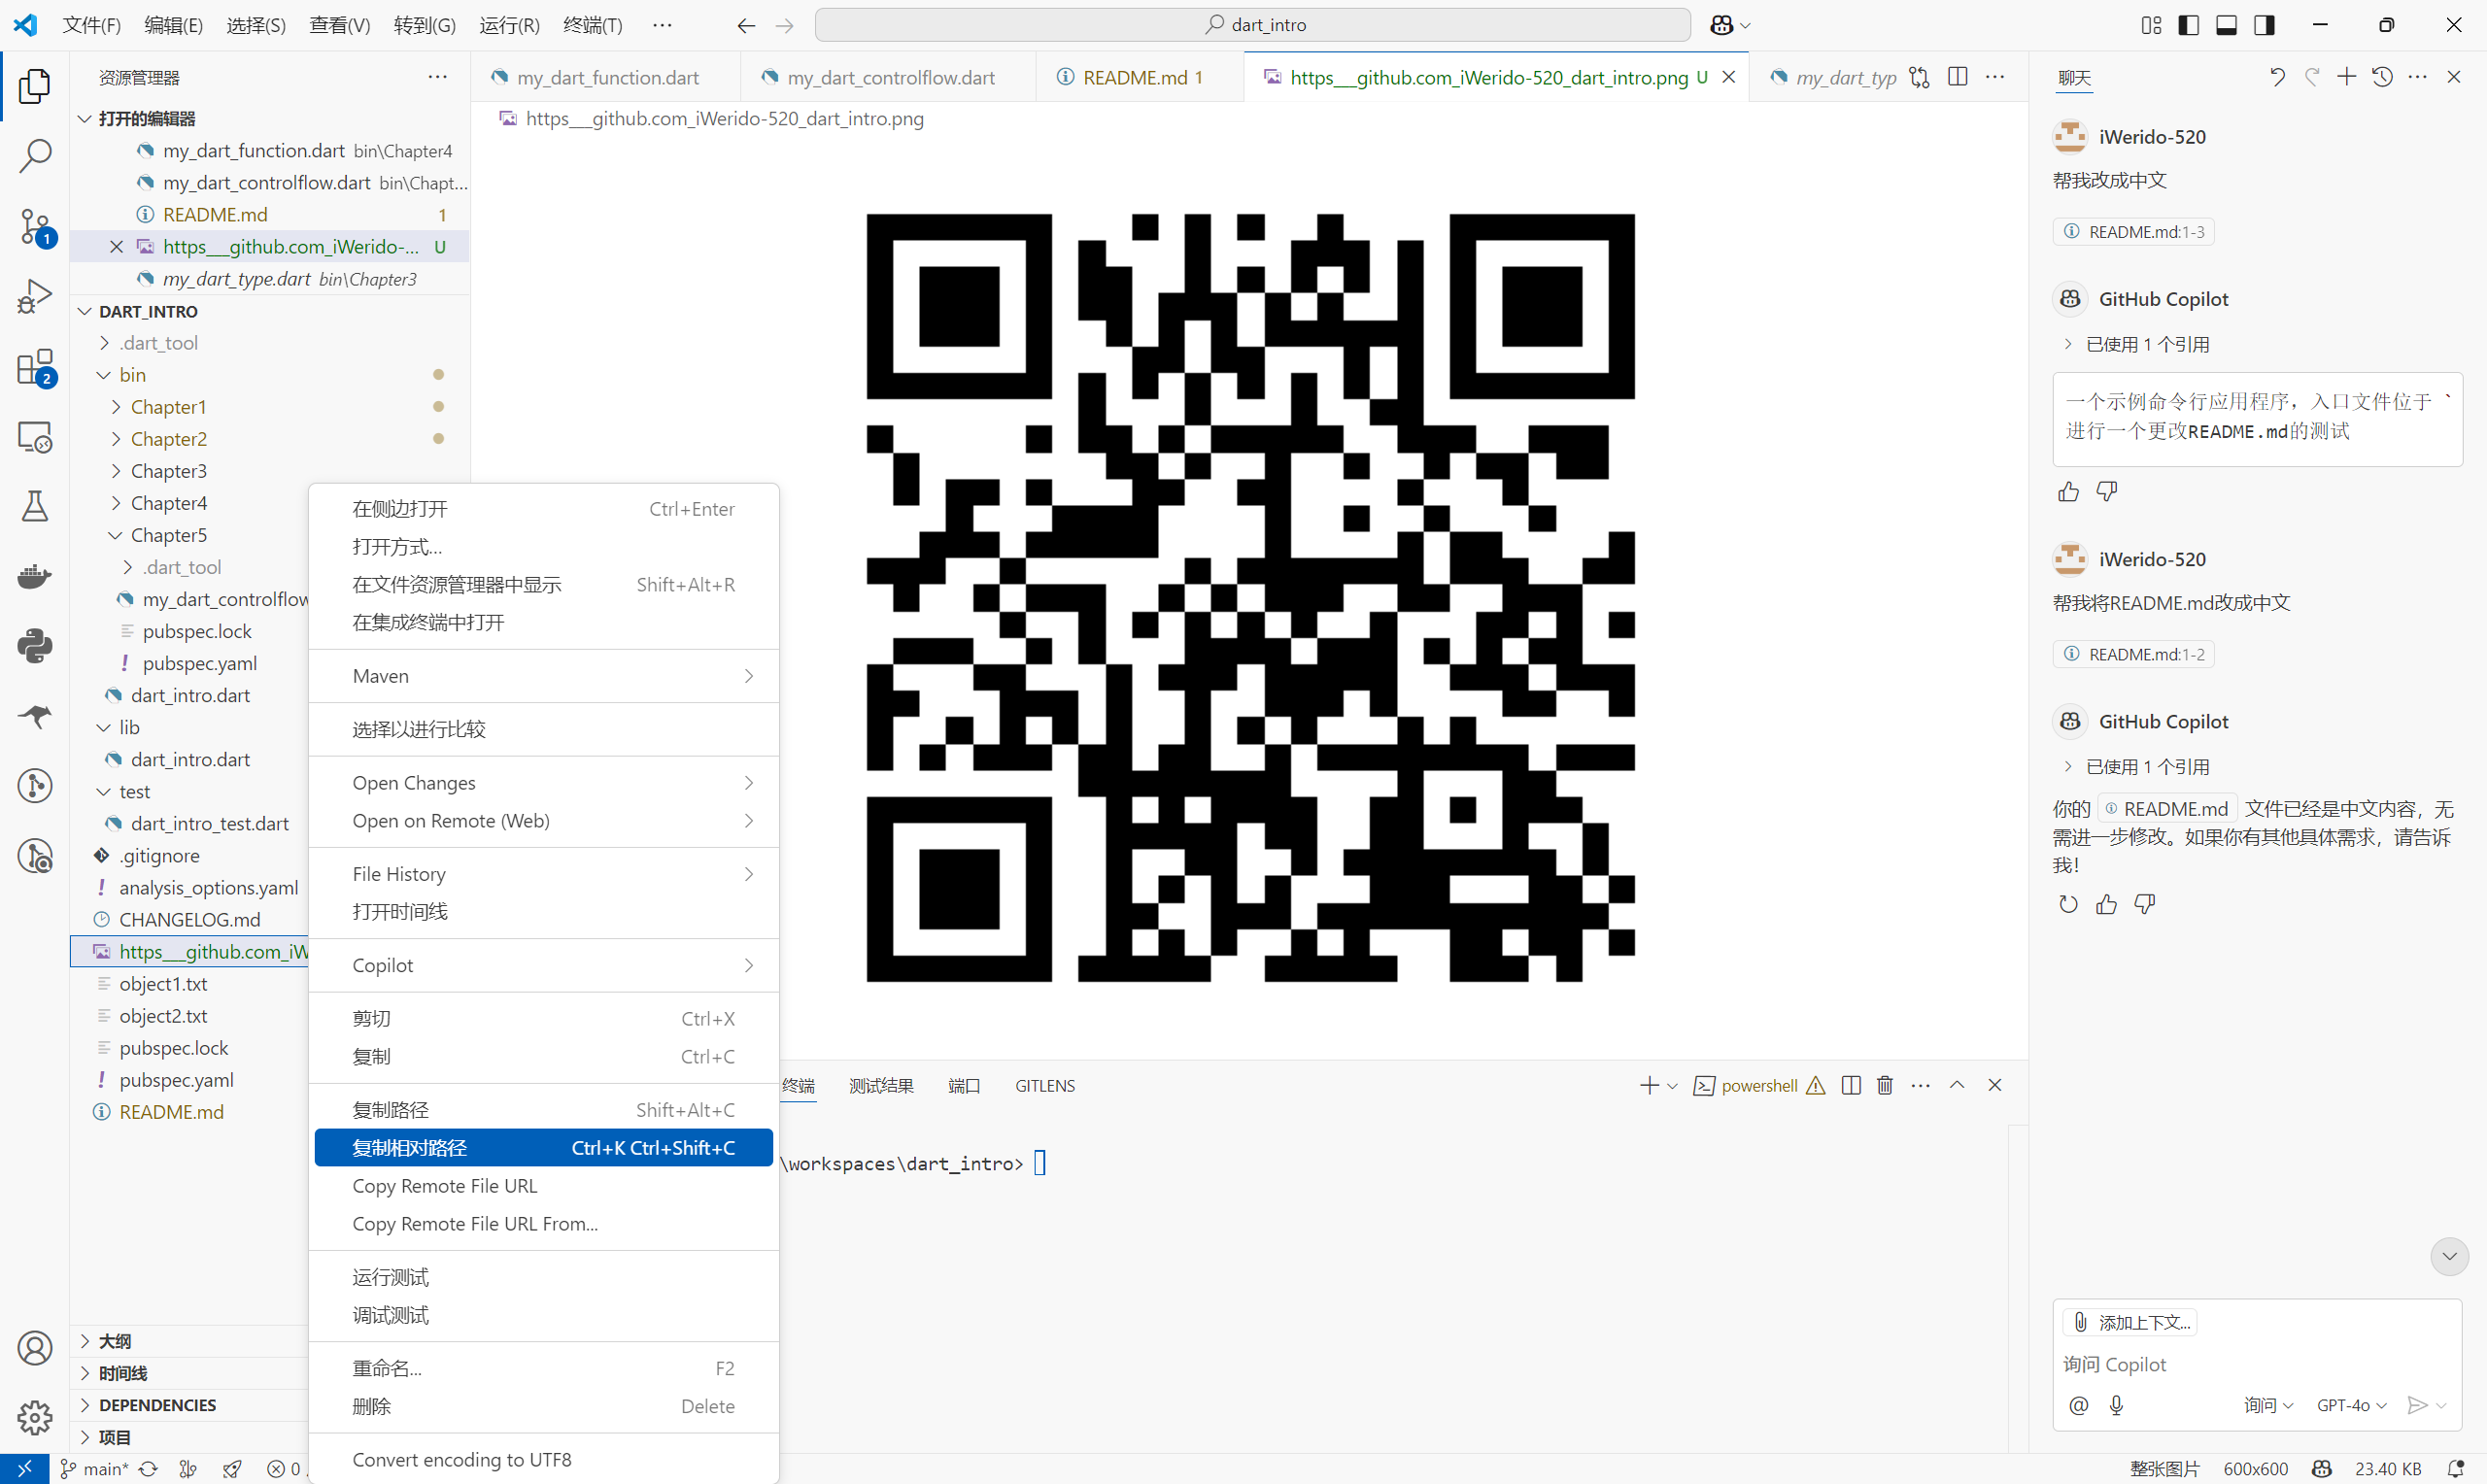 文件(F) 编辑(E) 选择(S) 查看(V) 转到(G) 运行(R) 终端(T) ··· dart_intro
资源管理器
打开的编辑器
my_dart_function.dart bin\Chapter4
my_dart_controlflow.dart bin\Chapt...
README.md 1
https___github.com_iWerido-... U
my_dart_type.dart bin\Chapter3
DART_INTRO
.dart_tool
bin
Chapter1
Chapter2
Chapter3
Chapter4
Chapter5
.dart_tool
my_dart_controlflow
pubspec.lock
pubspec.yaml
dart_intro.dart
lib
dart_intro.dart
test
dart_intro_test.dart
.gitignore
analysis_options.yaml
CHANGELOG.md
https___github.com_iW
object1.txt
object2.txt
pubspec.lock
pubspec.yaml
README.md
大纲
时间线
DEPENDENCIES
项目
1
2
my_dart_function.dart my_dart_controlflow.dart README.md 1 https___github.com_iWerido-520_dart_intro.png U my_dart_typ
https___github.com_iWerido-520_dart_intro.png
在侧边打开 Ctrl+Enter
打开方式...
在文件资源管理器中显示 Shift+Alt+R
在集成终端中打开
Maven
选择以进行比较
Open Changes
Open on Remote (Web)
File History
打开时间线
Copilot
剪切 Ctrl+X
复制 Ctrl+C
复制路径 Shift+Alt+C
复制相对路径 Ctrl+K Ctrl+Shift+C
Copy Remote File URL
Copy Remote File URL From...
运行测试
调试测试
重命名... F2
删除 Delete
Convert encoding to UTF8
终端 测试结果 端口 GITLENS powershell
\workspaces\dart_intro>
聊天
iWerido-520
帮我改成中文
README.md:1-3
GitHub Copilot
已使用 1 个引用
一个示例命令行应用程序，入口文件位于 `
进行一个更改README.md的测试
iWerido-520
帮我将README.md改成中文
README.md:1-2
GitHub Copilot
已使用 1 个引用
你的 README.md 文件已经是中文内容，无
需进一步修改。如果你有其他具体需求，请告诉
我！
添加上下文...
询问 Copilot
@ 询问 GPT-4o
main* 0 整张图片 600x600 23.40 KB